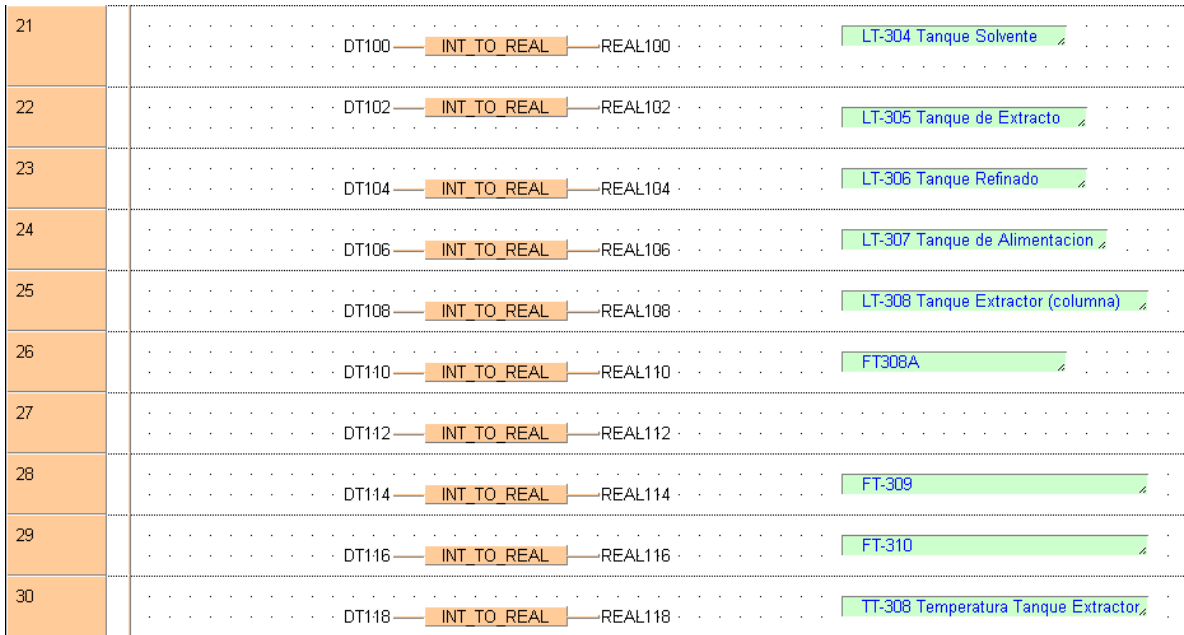 21
DT100 INT_TO_REAL REAL100 LT-304 Tanque Solvente
22
DT102 INT_TO_REAL REAL102 LT-305 Tanque de Extracto
23
DT104 INT_TO_REAL REAL104 LT-306 Tanque Refinado
24
DT106 INT_TO_REAL REAL106 LT-307 Tanque de Alimentacion
25
DT108 INT_TO_REAL REAL108 LT-308 Tanque Extractor (columna)
26
DT110 INT_TO_REAL REAL110 FT308A
27
DT112 INT_TO_REAL REAL112
28
DT114 INT_TO_REAL REAL114 FT-309
29
DT116 INT_TO_REAL REAL116 FT-310
30
DT118 INT_TO_REAL REAL118 TT-308 Temperatura Tanque Extractor